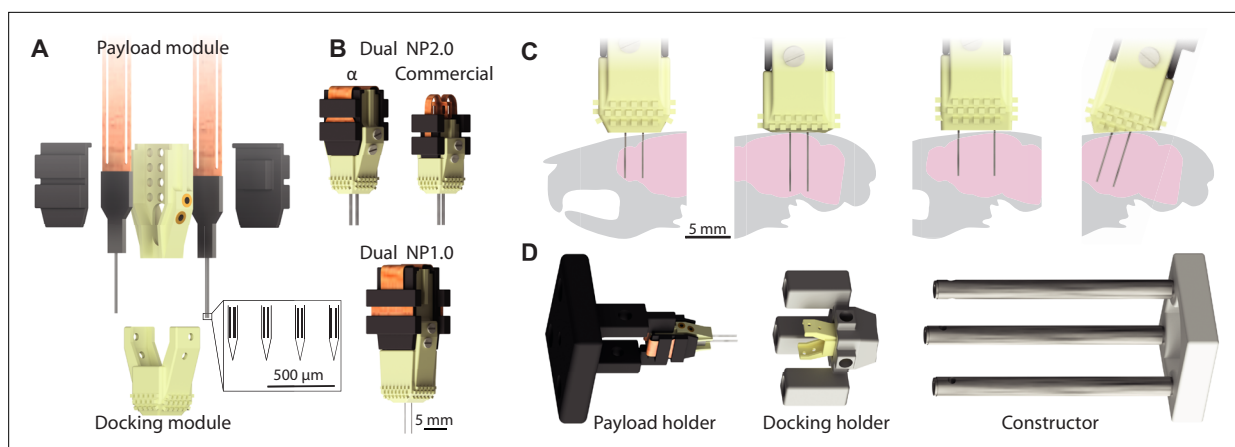 A
Payload module
500 µm
Docking module
B
Dual NP2.0
α
Commercial
Dual NP1.0
5 mm
C
5 mm
D
Payload holder
Docking holder
Constructor